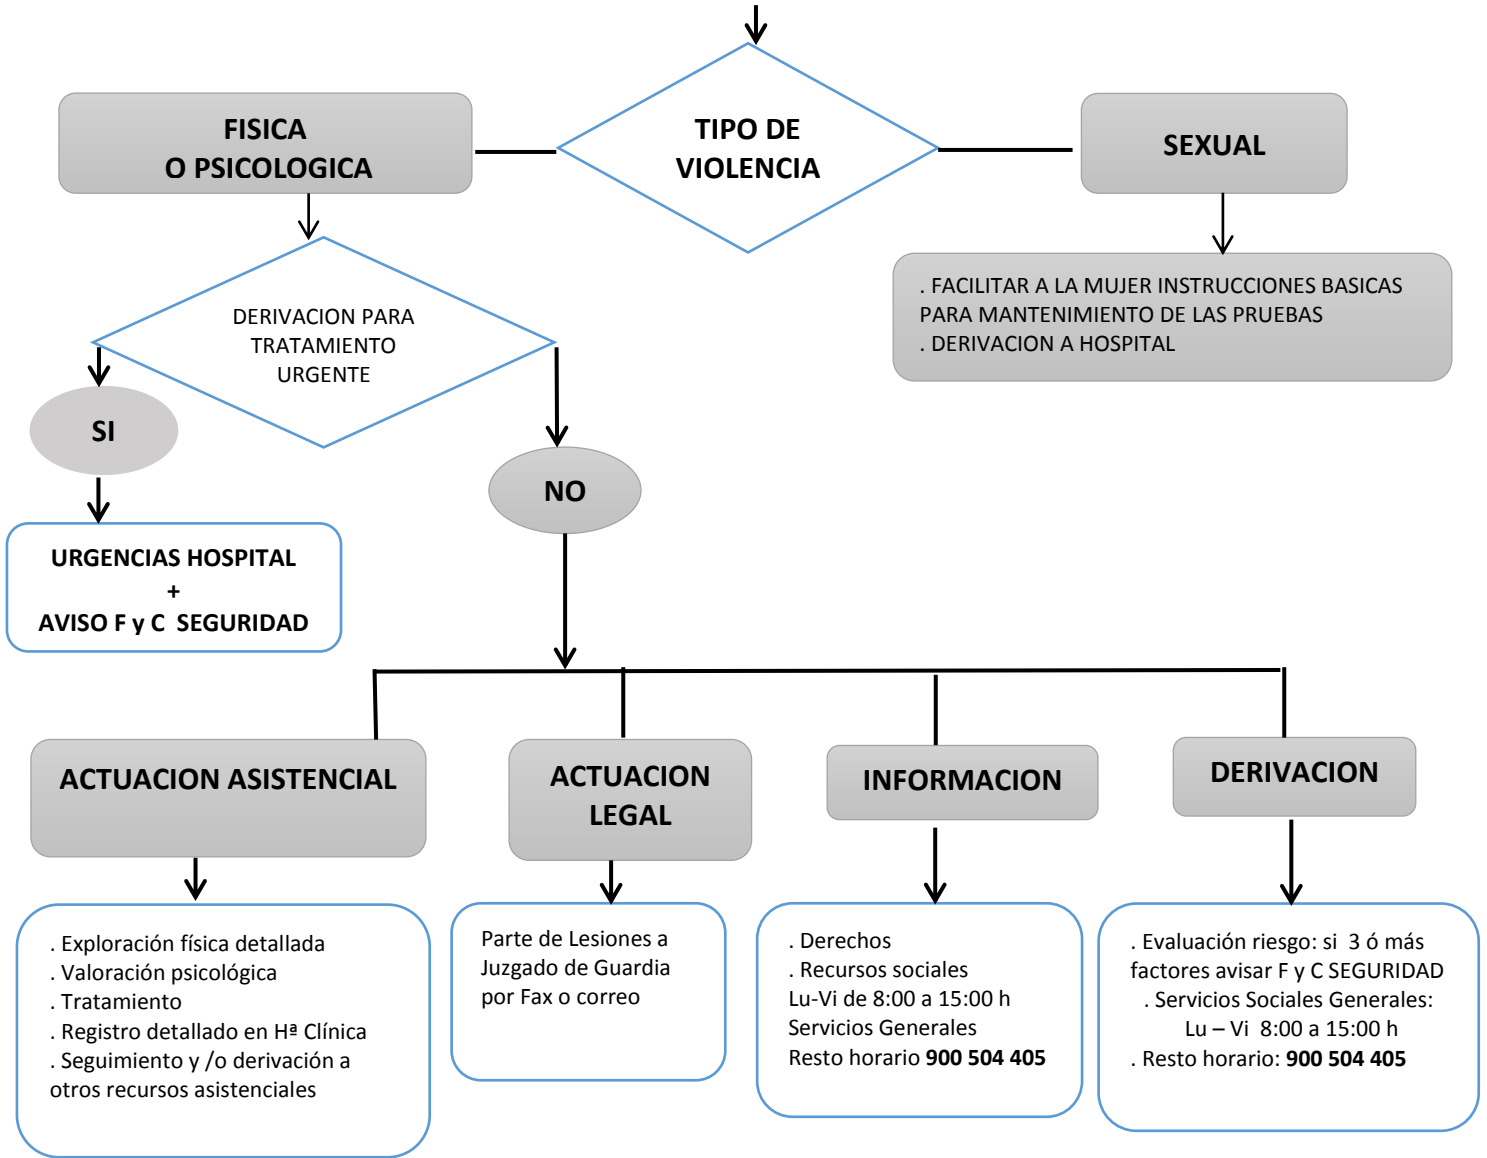 TIPO DE
VIOLENCIA
FISICA
O PSICOLOGICA
SEXUAL
. FACILITAR A LA MUJER INSTRUCCIONES BASICAS
PARA MANTENIMIENTO DE LAS PRUEBAS
. DERIVACION A HOSPITAL
DERIVACION PARA
TRATAMIENTO
URGENTE
SI
NO
URGENCIAS HOSPITAL
+
AVISO F y C  SEGURIDAD
ACTUACION ASISTENCIAL
ACTUACION
LEGAL
INFORMACION
DERIVACION
. Exploración física detallada
. Valoración psicológica
. Tratamiento
. Registro detallado en Hª Clínica
. Seguimiento y /o derivación a
otros recursos asistenciales
Parte de Lesiones a
Juzgado de Guardia
por Fax o correo
. Derechos
. Recursos sociales
Lu-Vi de 8:00 a 15:00 h
Servicios Generales
Resto horario 900 504 405
. Evaluación riesgo: si  3 ó más
factores avisar F y C SEGURIDAD
. Servicios Sociales Generales:
Lu – Vi  8:00 a 15:00 h
. Resto horario: 900 504 405